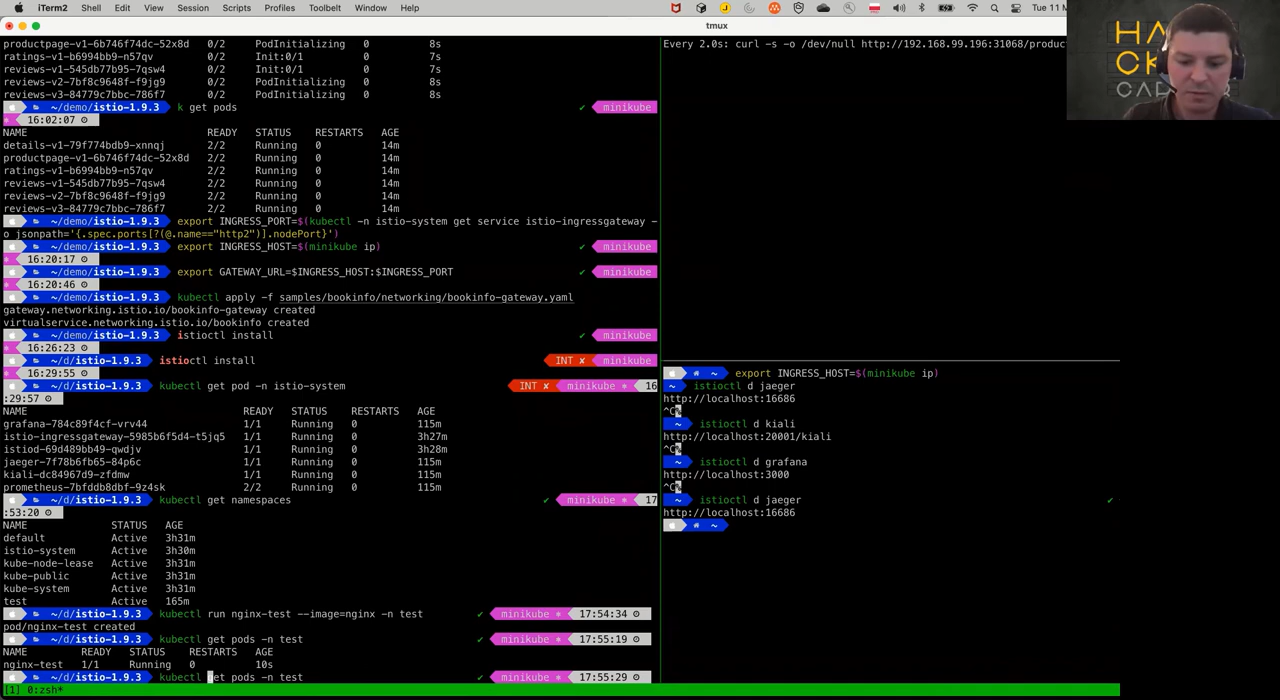 iTerm2 Shell Edit View Session Scripts Profiles Toolbelt Window Help Tue 11 M
tmux
productpage-v1-6b746f74dc-52x8d 0/2 PodInitializing 0 8s
ratings-v1-b6994bb9-n57qv 0/2 Init:0/1 0 7s
reviews-v1-545db77b95-7qsw4 0/2 Init:0/1 0 7s
reviews-v2-7bf8c9648f-f9jg9 0/2 PodInitializing 0 8s
reviews-v3-84779c7bbc-786f7 0/2 PodInitializing 0 8s
~/demo/istio-1.9.3 k get pods ✔ minikube
16:02:07
NAME READY STATUS RESTARTS AGE
details-v1-79f774bdb9-xnnqj 2/2 Running 0 14m
productpage-v1-6b746f74dc-52x8d 2/2 Running 0 14m
ratings-v1-b6994bb9-n57qv 2/2 Running 0 14m
reviews-v1-545db77b95-7qsw4 2/2 Running 0 14m
reviews-v2-7bf8c9648f-f9jg9 2/2 Running 0 14m
reviews-v3-84779c7bbc-786f7 2/2 Running 0 14m
~/demo/istio-1.9.3 export INGRESS_PORT=$(kubectl -n istio-system get service istio-ingressgateway -
o jsonpath='{.spec.ports[?(@.name=="http2")].nodePort}')
~/demo/istio-1.9.3 export INGRESS_HOST=$(minikube ip) ✔ minikube
16:20:17
~/demo/istio-1.9.3 export GATEWAY_URL=$INGRESS_HOST:$INGRESS_PORT ✔ minikube
16:20:46
~/demo/istio-1.9.3 kubectl apply -f samples/bookinfo/networking/bookinfo-gateway.yaml
gateway.networking.istio.io/bookinfo-gateway created
virtualservice.networking.istio.io/bookinfo created
~/demo/istio-1.9.3 istioctl install ✔ minikube
16:26:23
~/d/istio-1.9.3 istioctl install INT ✘ minikube
16:29:55
~/d/istio-1.9.3 kubectl get pod -n istio-system INT ✘ minikube ⎈ 16
:29:57
NAME READY STATUS RESTARTS AGE
grafana-784c89f4cf-vrv44 1/1 Running 0 115m
istio-ingressgateway-5985b6f5d4-t5jq5 1/1 Running 0 3h27m
istiod-69d489bb49-qwdjv 1/1 Running 0 3h28m
jaeger-7f78b6fb65-84p6c 1/1 Running 0 115m
kiali-dc84967d9-zfdmw 1/1 Running 0 115m
prometheus-7bfddb8dbf-9z4sk 2/2 Running 0 115m
~/d/istio-1.9.3 kubectl get namespaces ✔ minikube ⎈ 17
:53:20
NAME STATUS AGE
default Active 3h31m
istio-system Active 3h30m
kube-node-lease Active 3h31m
kube-public Active 3h31m
kube-system Active 3h31m
test Active 165m
~/d/istio-1.9.3 kubectl run nginx-test --image=nginx -n test ✔ minikube ⎈ 17:54:34
pod/nginx-test created
~/d/istio-1.9.3 kubectl get pods -n test ✔ minikube ⎈ 17:55:19
NAME READY STATUS RESTARTS AGE
nginx-test 1/1 Running 0 10s
~/d/istio-1.9.3 kubectl get pods -n test ✔ minikube ⎈ 17:55:29
[1] 0:zsh*
Every 2.0s: curl -s -o /dev/null http://192.168.99.196:31068/produc
~ export INGRESS_HOST=$(minikube ip)
~ istioctl d jaeger
http://localhost:16686
^C%
~ istioctl d kiali
http://localhost:20001/kiali
^C%
~ istioctl d grafana
http://localhost:3000
^C%
~ istioctl d jaeger ✔
http://localhost:16686
~